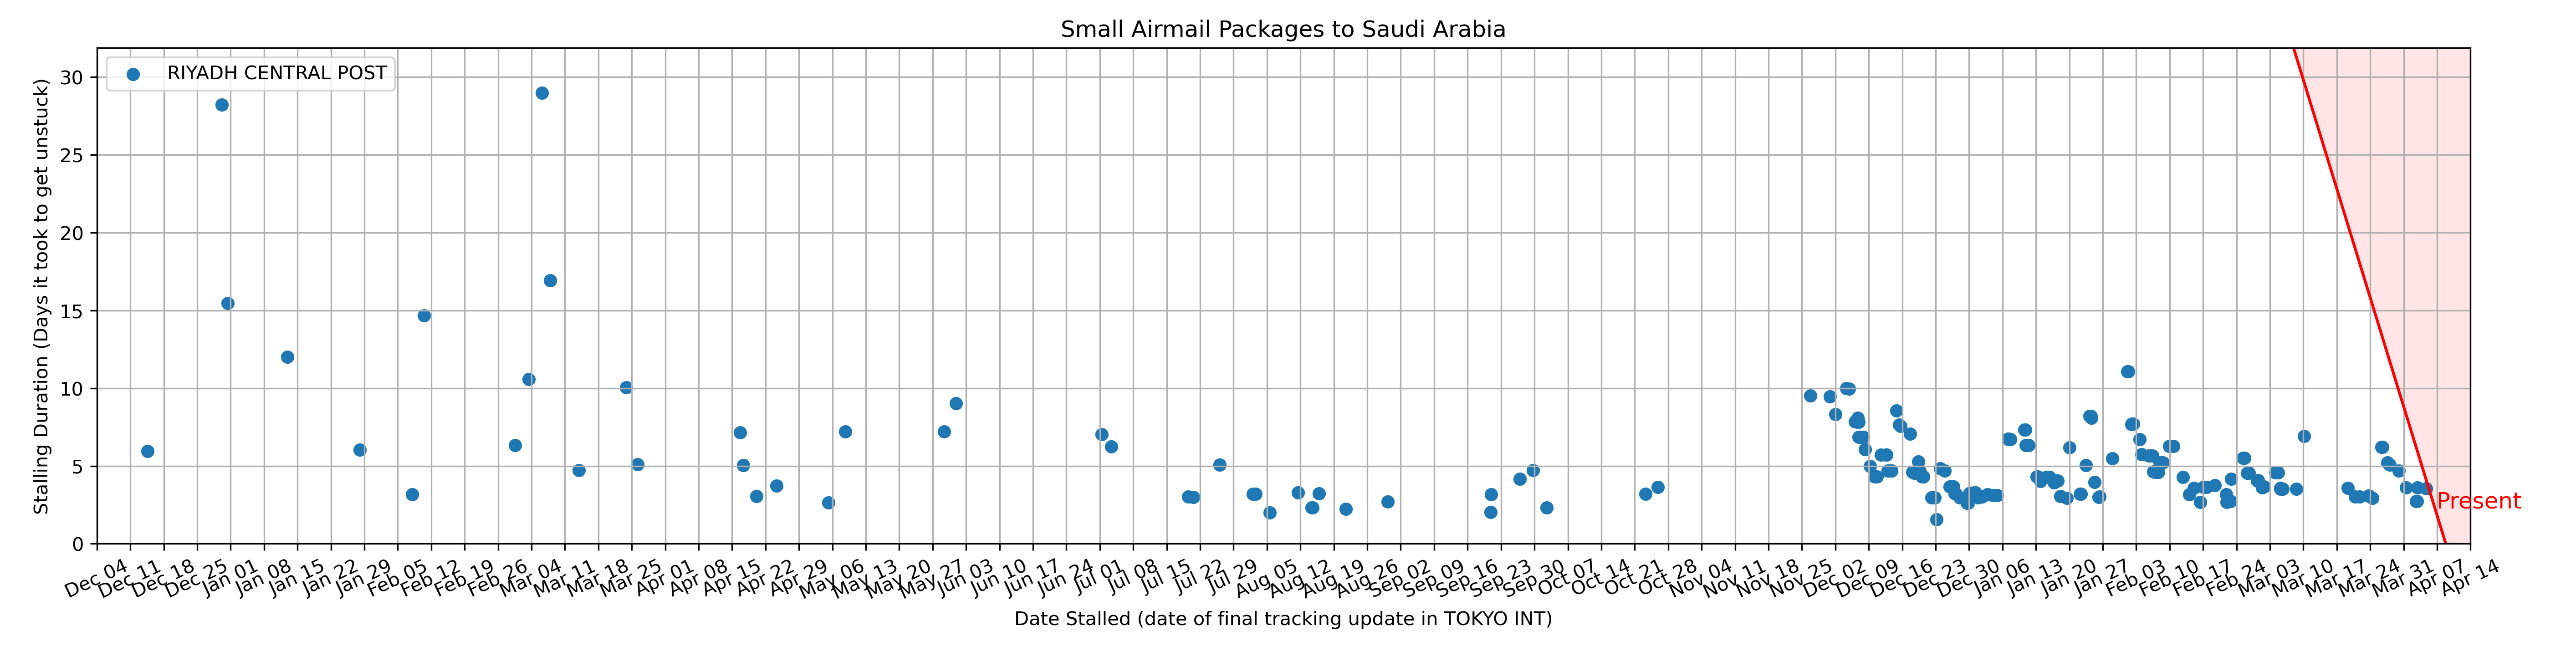 Small Airmail Packages to Saudi Arabia
RIYADH CENTRAL POST
Stalling Duration (Days it took to get unstuck)
30
25
20
15
10
5
0
Present
Dec 04 Dec 11 Dec 18 Dec 25 Jan 01 Jan 08 Jan 15 Jan 22 Jan 29 Feb 05 Feb 12 Feb 19 Feb 26 Mar 04 Mar 11 Mar 18 Mar 25 Apr 01 Apr 08 Apr 15 Apr 22 Apr 29 May 06 May 13 May 20 May 27 Jun 03 Jun 10 Jun 17 Jun 24 Jul 01 Jul 08 Jul 15 Jul 22 Jul 29 Aug 05 Aug 12 Aug 19 Aug 26 Sep 02 Sep 09 Sep 16 Sep 23 Sep 30 Oct 07 Oct 14 Oct 21 Oct 28 Nov 04 Nov 11 Nov 18 Nov 25 Dec 02 Dec 09 Dec 16 Dec 23 Dec 30 Jan 06 Jan 13 Jan 20 Jan 27 Feb 03 Feb 10 Feb 17 Feb 24 Mar 03 Mar 10 Mar 17 Mar 24 Mar 31 Apr 07 Apr 14
Date Stalled (date of final tracking update in TOKYO INT)